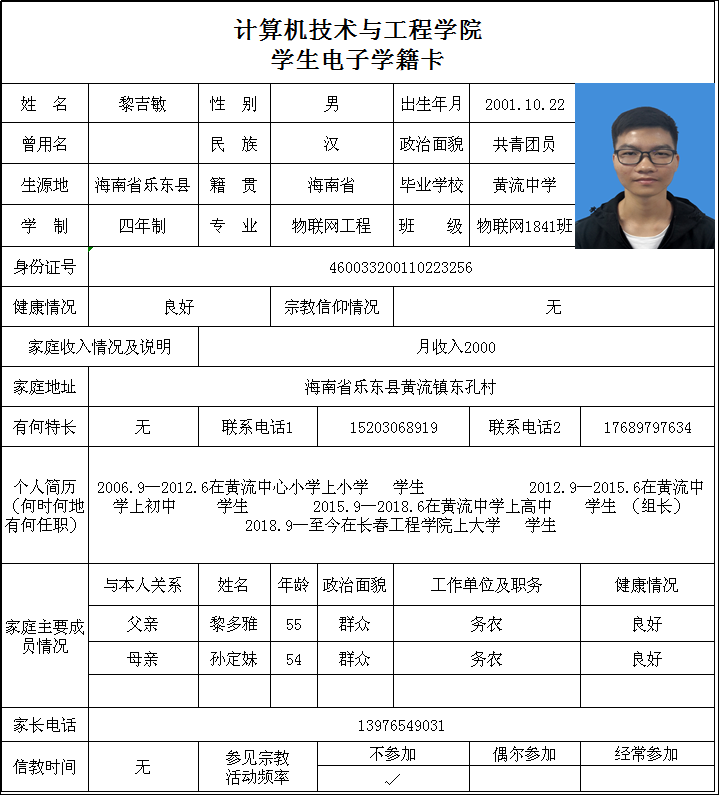 计算机技术与工程学院
学生电子学籍卡
姓 名 黎吉敏 性 别 男 出生年月 2001.10.22
曾用名 民 族 汉 政治面貌 共青团员
生源地 海南省乐东县 籍 贯 海南省 毕业学校 黄流中学
学 制 四年制 专 业 物联网工程 班 级 物联网1841班
身份证号 460033200110223256
健康情况 良好 宗教信仰情况 无
家庭收入情况及说明 月收入2000
家庭地址 海南省乐东县黄流镇东孔村
有何特长 无 联系电话1 15203068919 联系电话2 17689797634
个人简历
（何时何地
有何任职）
2006.9—2012.6在黄流中心小学上小学 学生 2012.9—2015.6在黄流中
学上初中 学生 2015.9—2018.6在黄流中学上高中 学生 （组长）
2018.9—至今在长春工程学院上大学 学生
家庭主要成
员情况
与本人关系 姓名 年龄 政治面貌 工作单位及职务 健康情况
父亲 黎多雅 55 群众 务农 良好
母亲 孙定妹 54 群众 务农 良好
家长电话 13976549031
信教时间 无 参见宗教
活动频率
不参加 偶尔参加 经常参加
✓